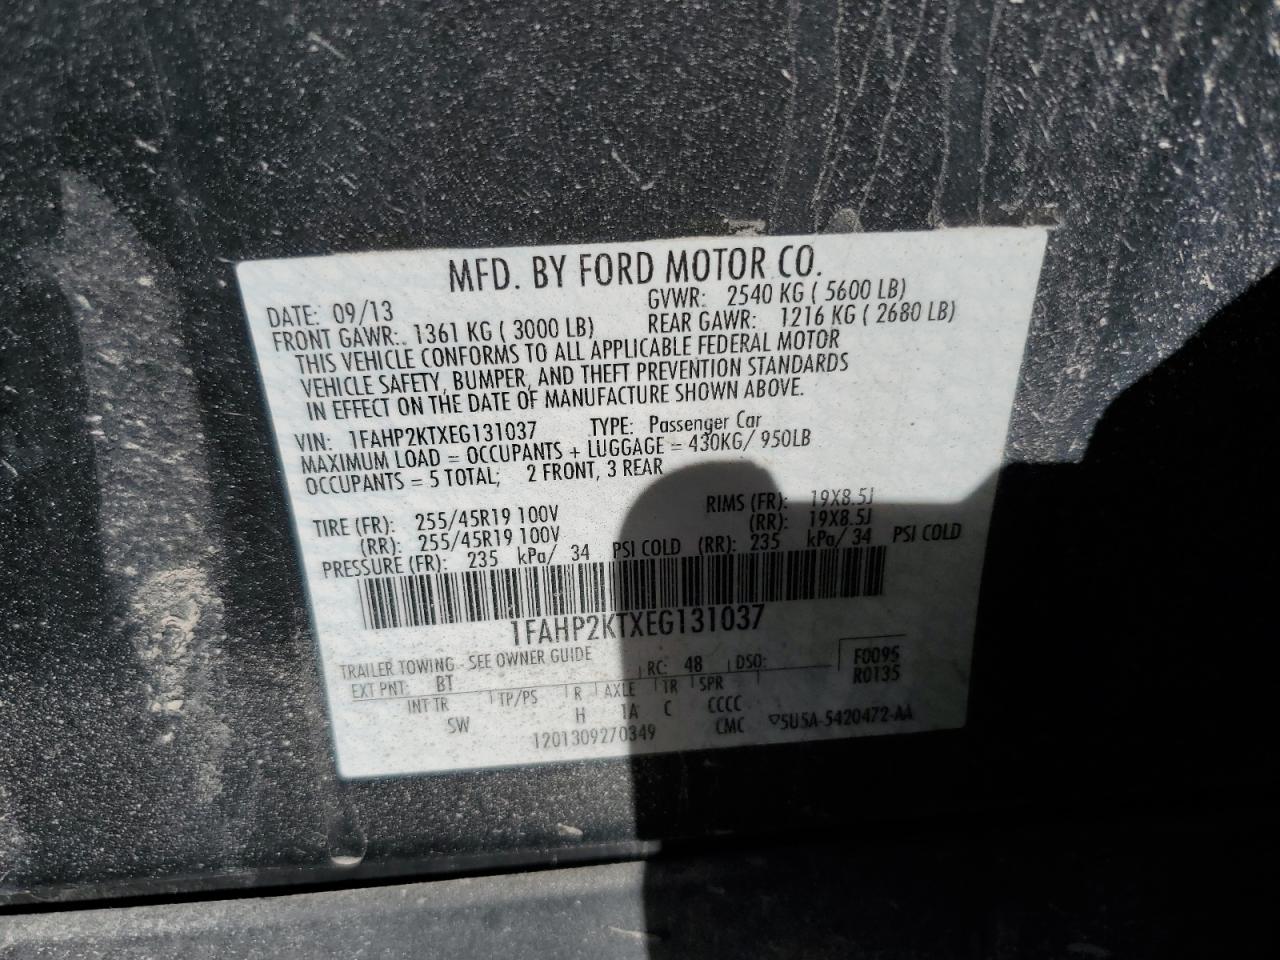 MFD. BY FORD MOTOR CO.
DATE: 09/13 GVWR: 2540 KG ( 5600 LB)
FRONT GAWR: 1361 KG ( 3000 LB) REAR GAWR: 1216 KG ( 2680 LB)
THIS VEHICLE CONFORMS TO ALL APPLICABLE FEDERAL MOTOR
VEHICLE SAFETY, BUMPER, AND THEFT PREVENTION STANDARDS
IN EFFECT ON THE DATE OF MANUFACTURE SHOWN ABOVE.
VIN: 1FAHP2KTXEG131037 TYPE: Passenger Car
MAXIMUM LOAD = OCCUPANTS + LUGGAGE = 430KG/ 950LB
OCCUPANTS = 5 TOTAL; 2 FRONT, 3 REAR
TIRE (FR): 255/45R19 100V RIMS (FR): 19X8.5J
(RR): 255/45R19 100V (RR): 19X8.5J
PRESSURE (FR): 235 kPa/ 34 PSI COLD (RR): 235 kPa/ 34 PSI COLD
1FAHP2KTXEG131037
TRAILER TOWING - SEE OWNER GUIDE RC: 48 DSO: F0095
EXT PNT: BT R0135
INT TR TP/PS R AXLE TR SPR
SW H 1A C CCCC
1201309270349 CMC 5U5A-5420472-AA